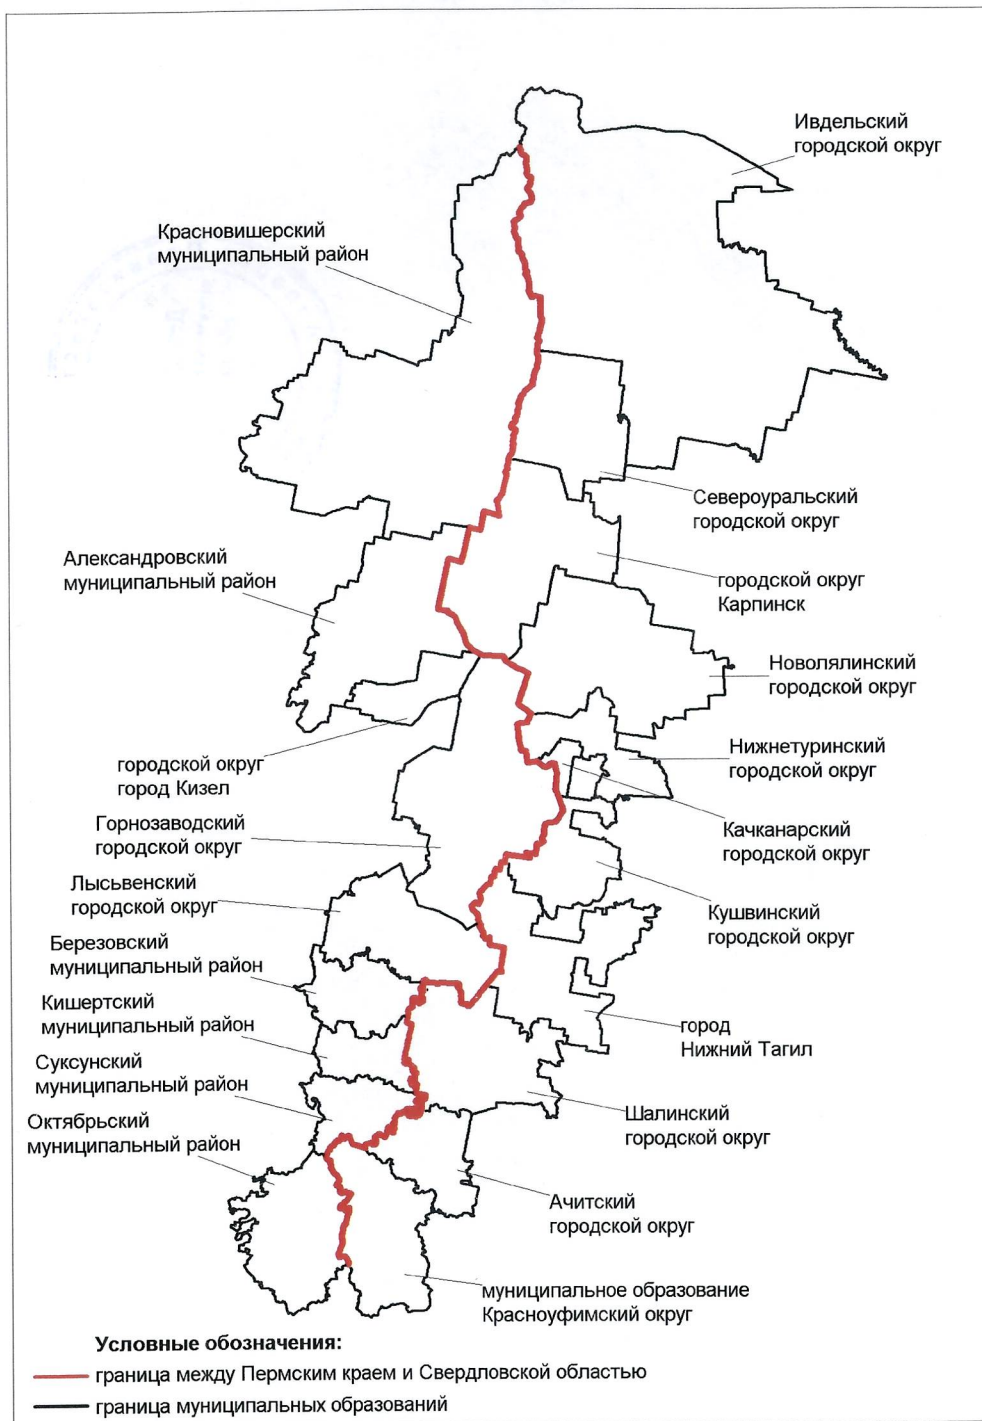 Ивдельский
городской округ
Красновишерский
муниципальный район
Североуральский
городской округ
Александровский
муниципальный район
городской округ
Карпинск
Новолялинский
городской округ
Нижнетуринский
городской округ
городской округ
город Кизел
Качканарский
городской округ
Горнозаводский
городской округ
Лысьвенский
городской округ
Кушвинский
городской округ
Березовский
муниципальный район
Кишертский
муниципальный район
город
Нижний Тагил
Суксунский
муниципальный район
Шалинский
городской округ
Октябрьский
муниципальный район
Ачитский
городской округ
муниципальное образование
Красноуфимский округ
Условные обозначения:
граница между Пермским краем и Свердловской областью
граница муниципальных образований